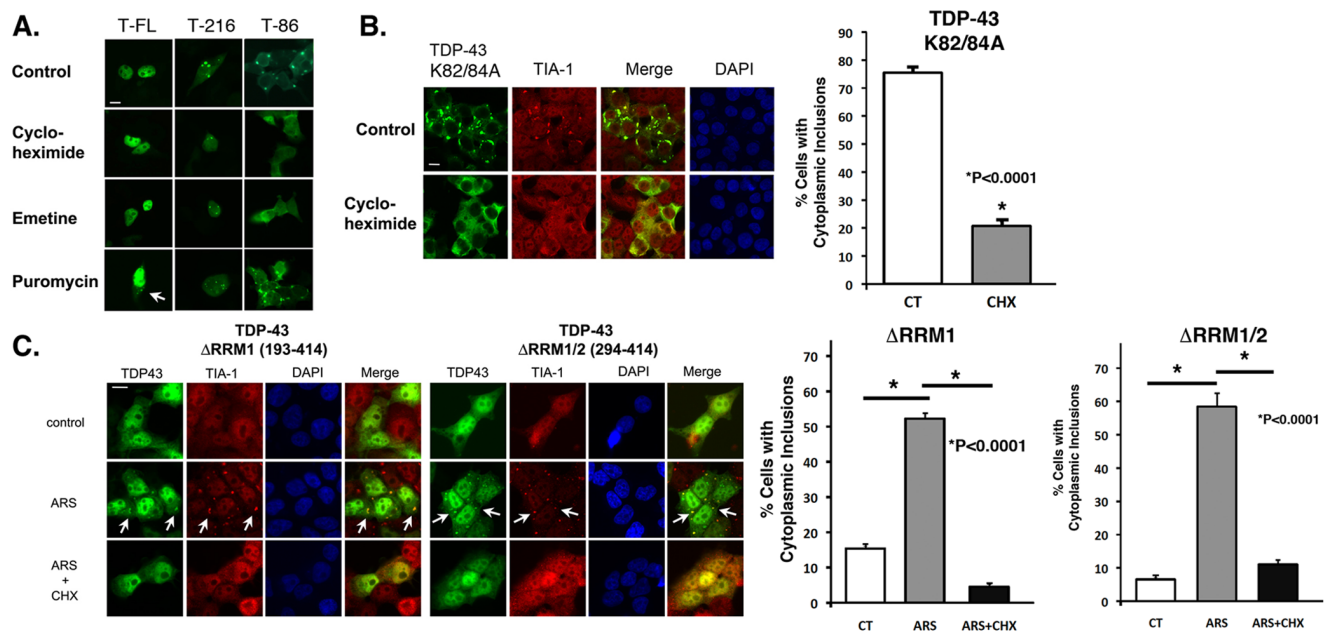 A.
T-FL T-216 T-86
Control
Cyclo-
heximide
Emetine
Puromycin
B.
TDP-43
K82/84A TIA-1 Merge DAPI
Control
Cyclo-
heximide
TDP-43
K82/84A
% Cells with
Cytoplasmic Inclusions
90
80
70
60
50
40
30
20
10
0
*P<0.0001
*
CT CHX
C.
TDP-43
ΔRRM1 (193-414)
TDP43 TIA-1 DAPI Merge
TDP-43
ΔRRM1/2 (294-414)
TDP43 TIA-1 DAPI Merge
control
ARS
ARS
+
CHX
ΔRRM1
% Cells with
Cytoplasmic Inclusions
70
60
50
40
30
20
10
0
* *
*P<0.0001
CT ARS ARS+CHX
ΔRRM1/2
% Cells with
Cytoplasmic Inclusions
70
60
50
40
30
20
10
0
* *
*P<0.0001
CT ARS ARS+CHX